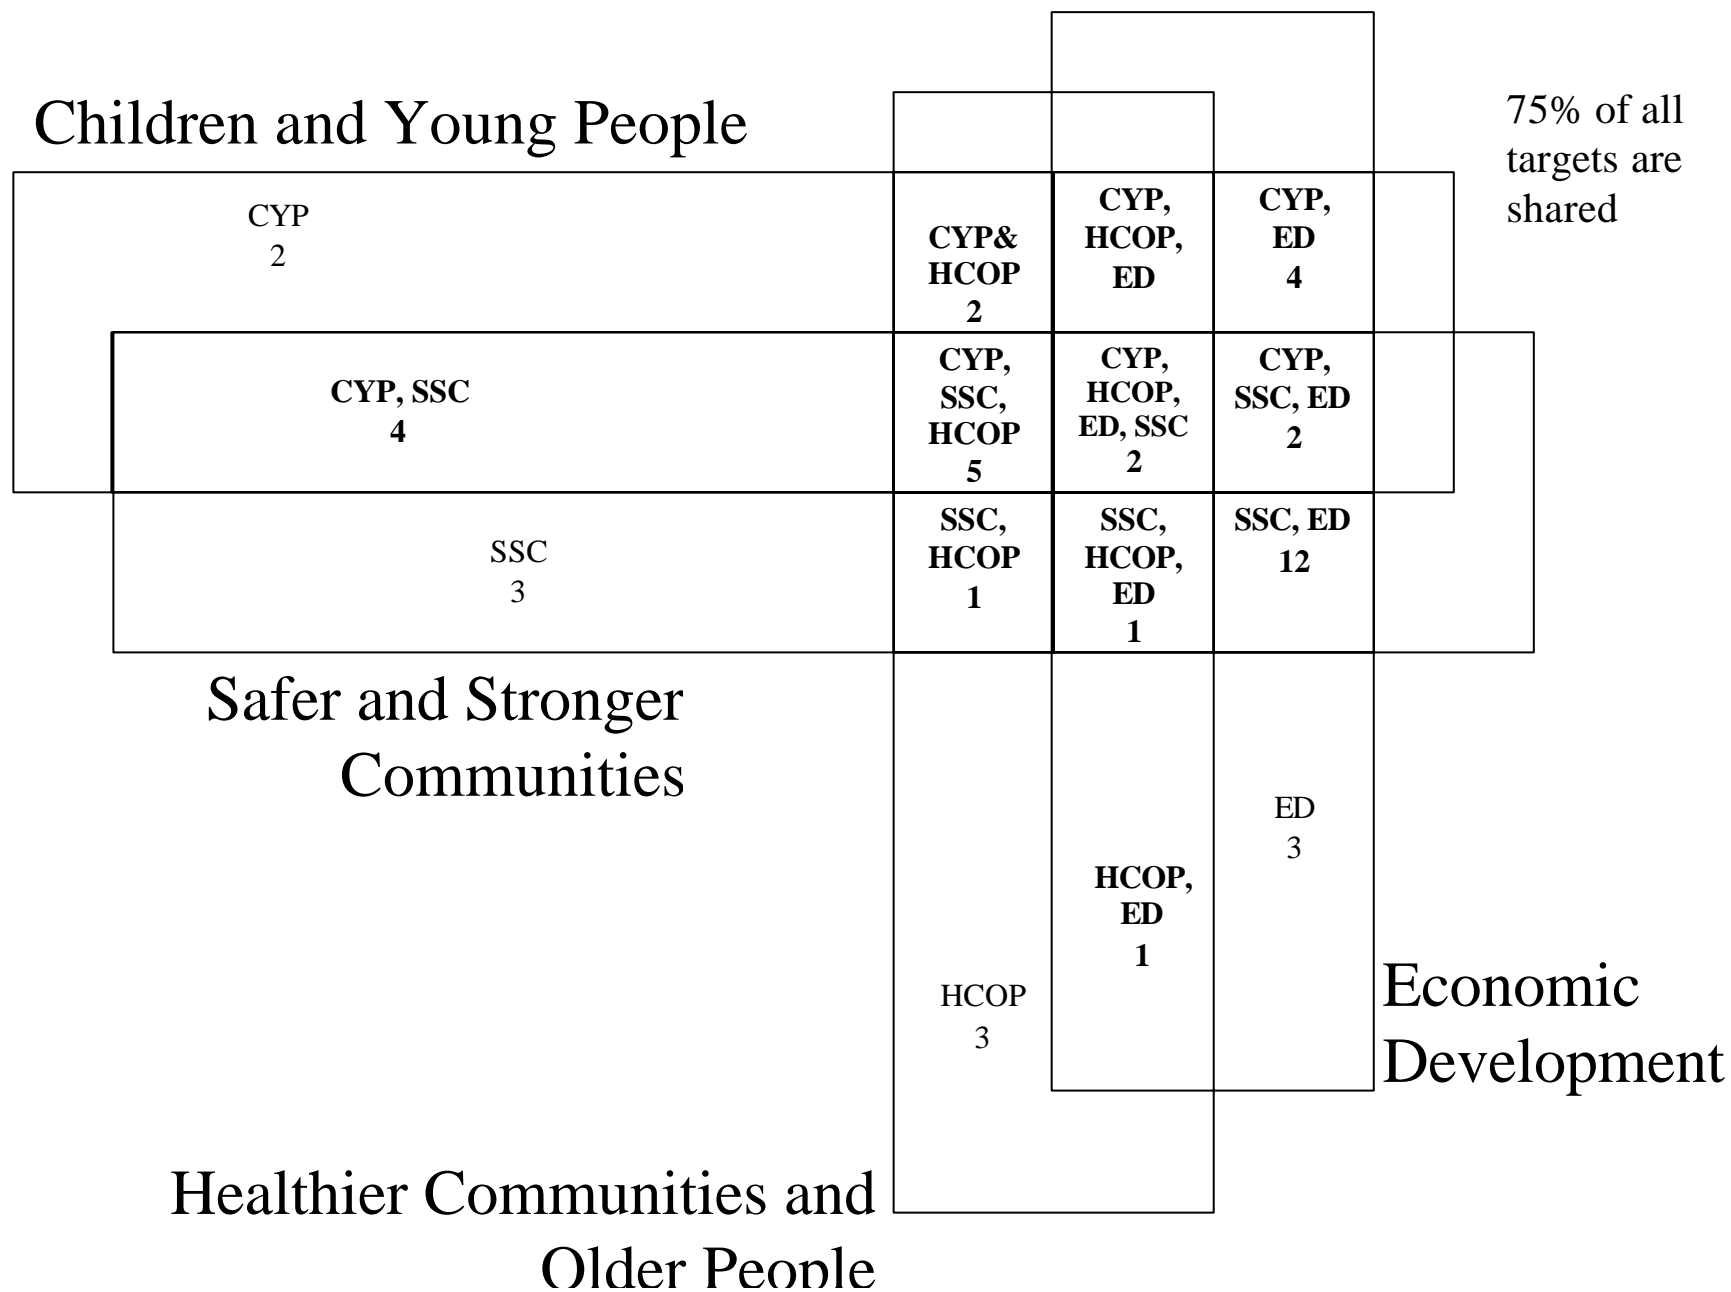 Children and Young People
75% of all
targets are
shared
CYP
2
CYP&
HCOP
2
CYP,
HCOP,
ED
CYP,
ED
4
CYP, SSC
4
CYP,
SSC,
HCOP
5
CYP,
HCOP,
ED, SSC
2
CYP,
SSC, ED
2
SSC
3
SSC,
HCOP
1
SSC,
HCOP,
ED
1
SSC, ED
12
Safer and Stronger
Communities
ED
3
HCOP,
ED
1
HCOP
3
Economic
Development
Healthier Communities and
Older People